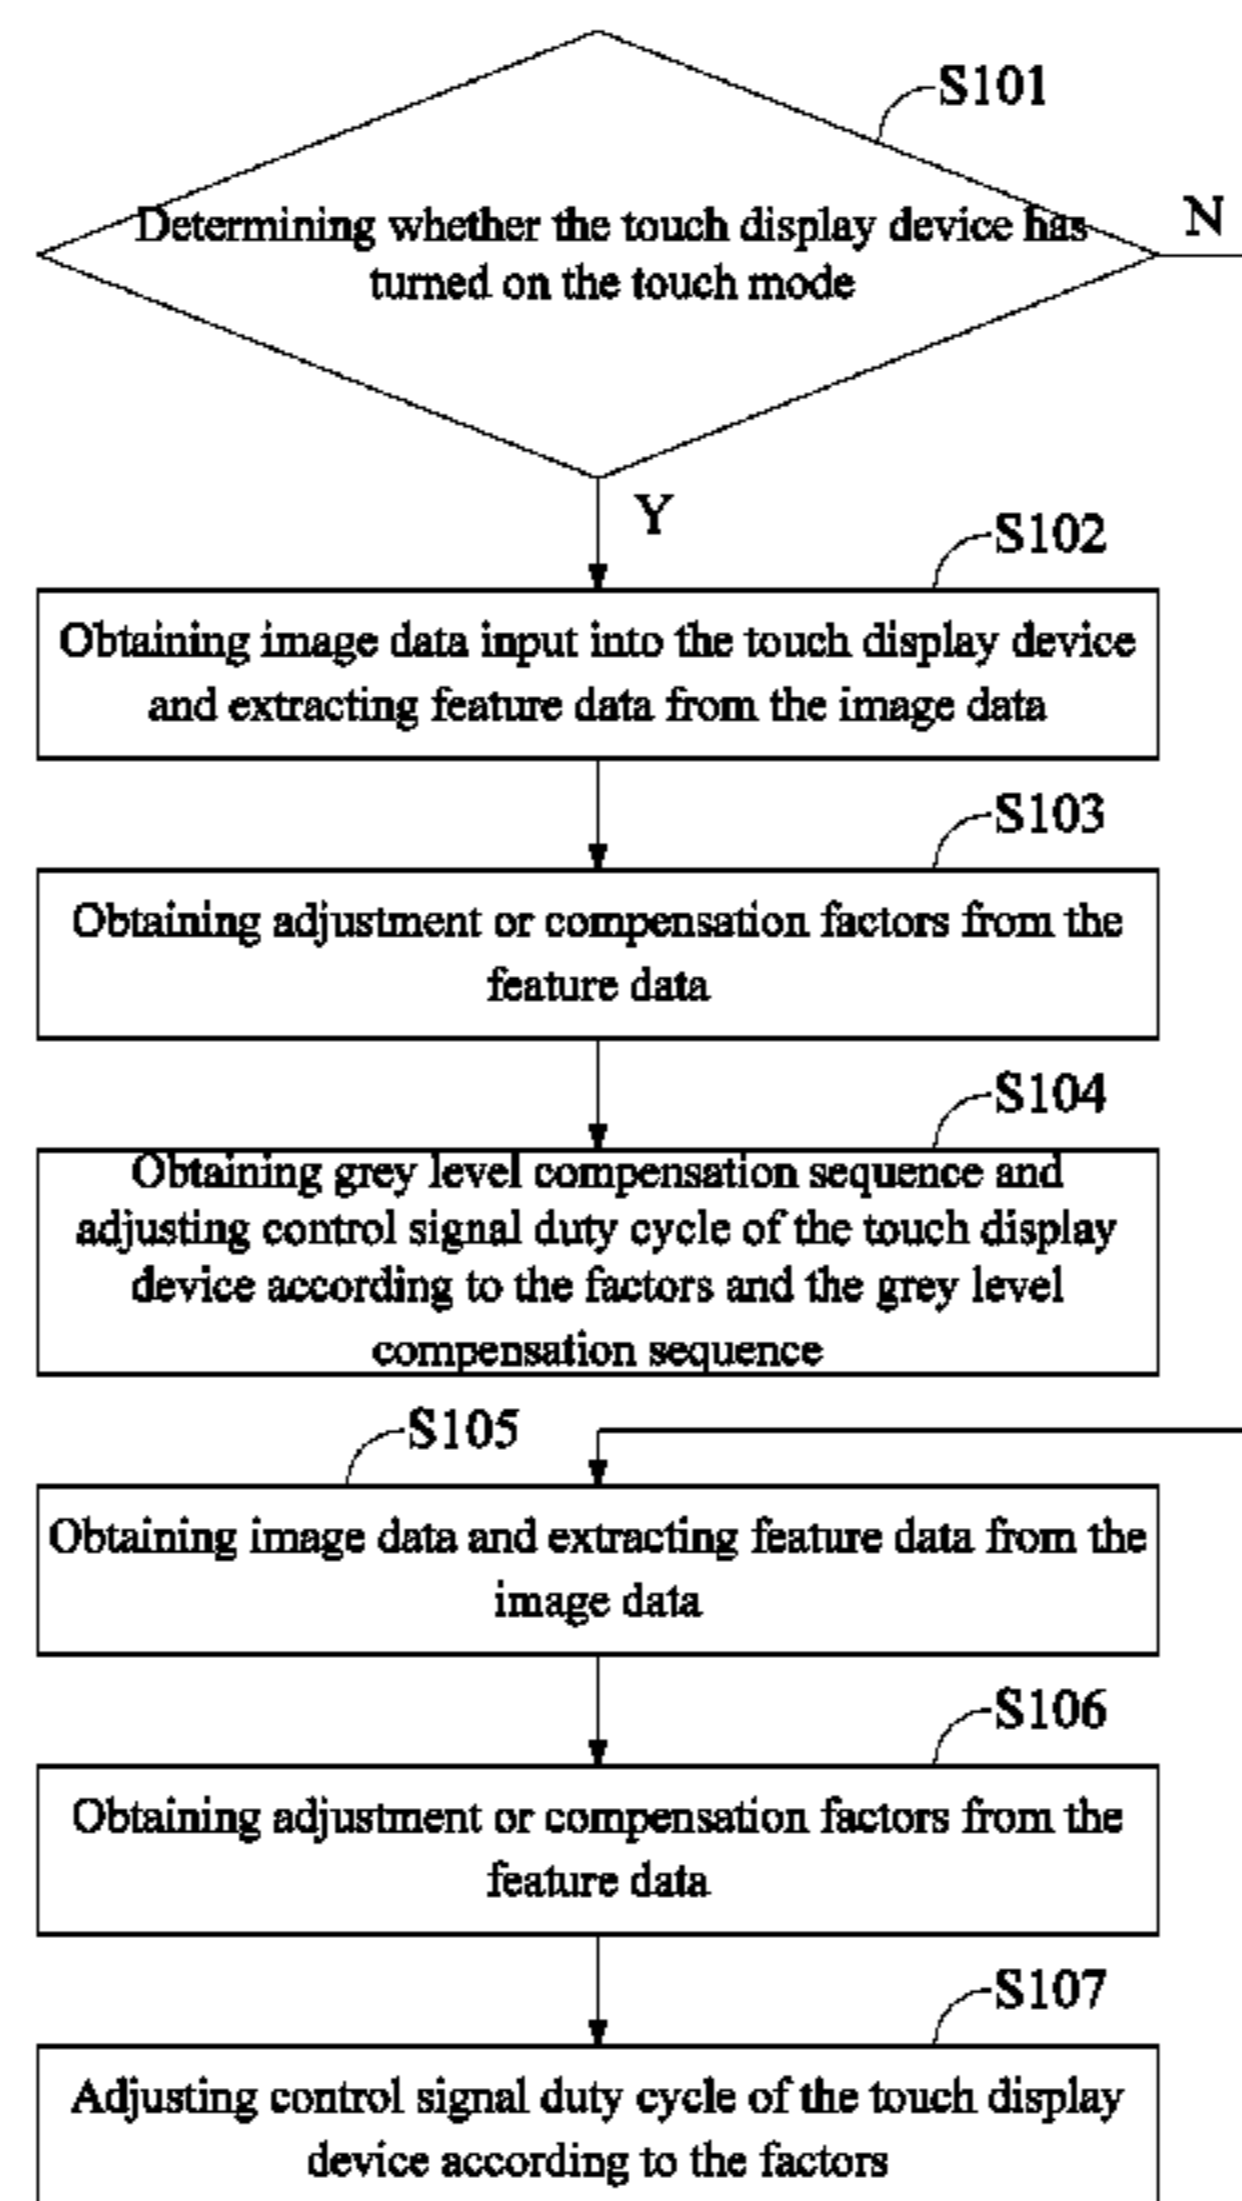 S101
Determining whether the touch display device has
turned on the touch mode
N
Y
S102
Obtaining image data input into the touch display device
and extracting feature data from the image data
S103
Obtaining adjustment or compensation factors from the
feature data
S104
Obtaining grey level compensation sequence and
adjusting control signal duty cycle of the touch display
device according to the factors and the grey level
compensation sequence
S105
Obtaining image data and extracting feature data from the
image data
S106
Obtaining adjustment or compensation factors from the
feature data
S107
Adjusting control signal duty cycle of the touch display
device according to the factors